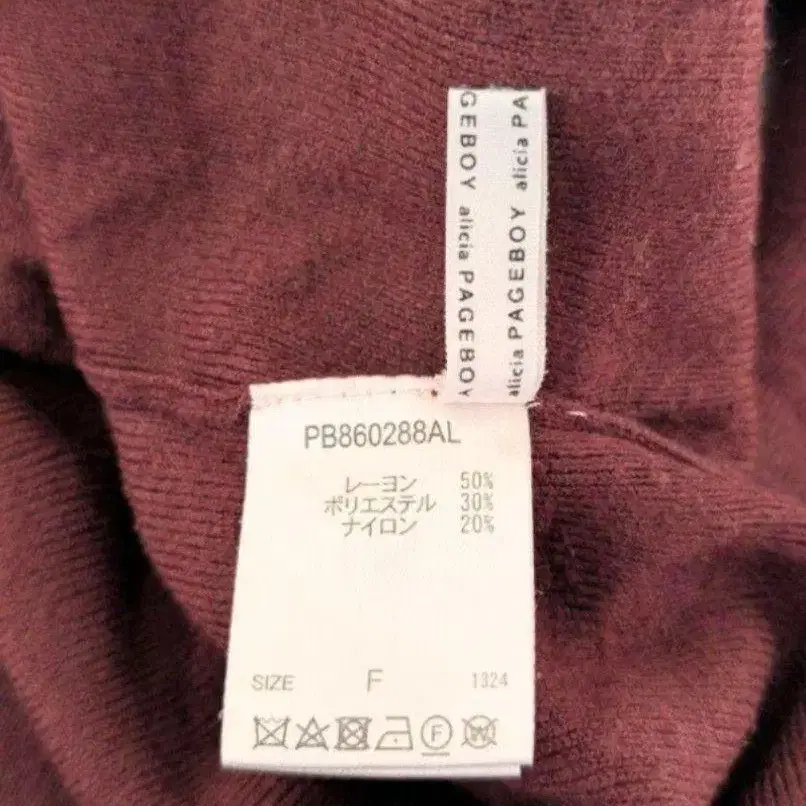 GEBOY alicia PAGEBOY
alicia PAGEBOY alicia PA
PB860288AL
レーヨン 50%
ポリエステル 30%
ナイロン 20%
SIZE F 1324
F W